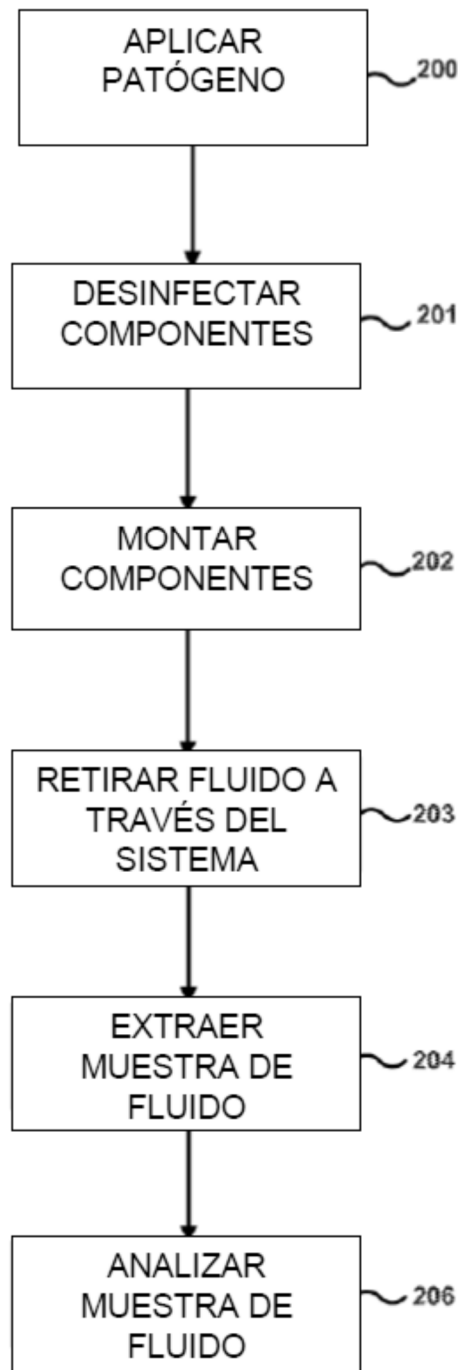 APLICAR
PATÓGENO
200
DESINFECTAR
COMPONENTES
201
MONTAR
COMPONENTES
202
RETIRAR FLUIDO A
TRAVÉS DEL
SISTEMA
203
EXTRAER
MUESTRA DE
FLUIDO
204
ANALIZAR
MUESTRA DE
FLUIDO
206